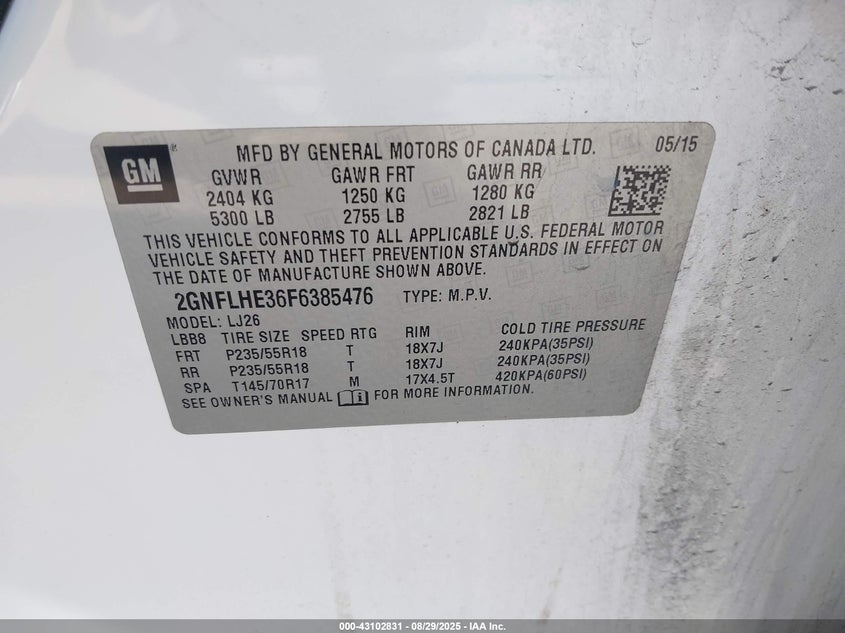 GM
MFD BY GENERAL MOTORS OF CANADA LTD. 05/15
GVWR GAWR FRT GAWR RR
2404 KG 1250 KG 1280 KG
5300 LB 2755 LB 2821 LB
THIS VEHICLE CONFORMS TO ALL APPLICABLE U.S. FEDERAL MOTOR
VEHICLE SAFETY AND THEFT PREVENTION STANDARDS IN EFFECT ON
THE DATE OF MANUFACTURE SHOWN ABOVE.
2GNFLHE36F6385476 TYPE: M.P.V.
MODEL: LJ26
LBB8 TIRE SIZE SPEED RTG RIM COLD TIRE PRESSURE
FRT P235/55R18 T 18X7J 240KPA(35PSI)
RR P235/55R18 T 18X7J 240KPA(35PSI)
SPA T145/70R17 M 17X4.5T 420KPA(60PSI)
SEE OWNER'S MANUAL FOR MORE INFORMATION.
000-43102831 - 08/29/2025 - IAA Inc.